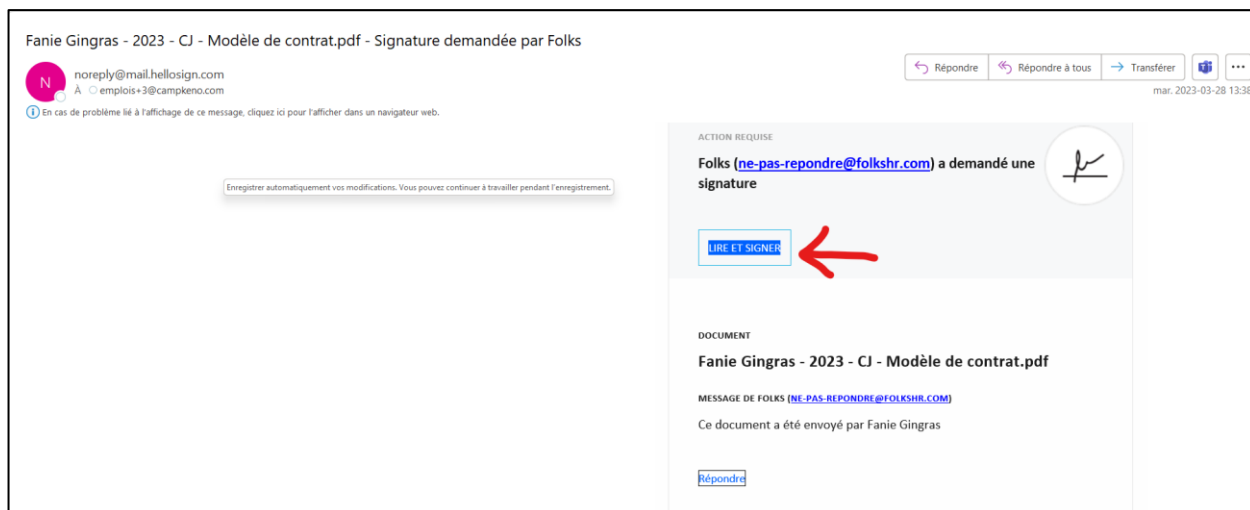 Fanie Gingras - 2023 - CJ - Modèle de contrat.pdf - Signature demandée par Folks
N
noreply@mail.hellosign.com
À emplois+3@campkeno.com
Répondre
Répondre à tous
Transférer
mar. 2023-03-28 13:38
En cas de problème lié à l'affichage de ce message, cliquez ici pour l'afficher dans un navigateur web.
ACTION REQUISE
Folks (ne-pas-repondre@folkshr.com) a demandé une
signature
Enregistrer automatiquement vos modifications. Vous pouvez continuer à travailler pendant l'enregistrement.
LIRE ET SIGNER
DOCUMENT
Fanie Gingras - 2023 - CJ - Modèle de contrat.pdf
MESSAGE DE FOLKS (NE-PAS-REPONDRE@FOLKSHR.COM)
Ce document a été envoyé par Fanie Gingras
Répondre